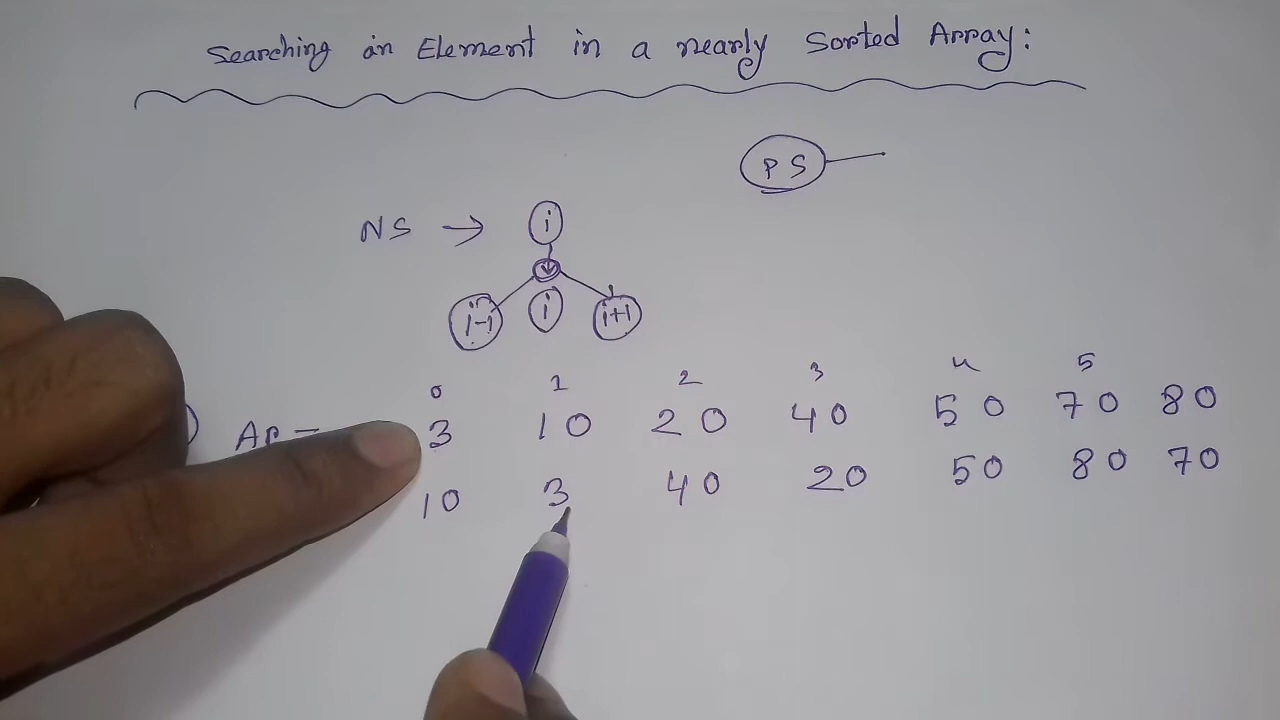 Searching an Element in a nearly Sorted Array:
PS
NS → i
i-1 i i+1
0 1 2 3 4 5
3 10 20 40 50 70 80
10 3 40 20 50 80 70